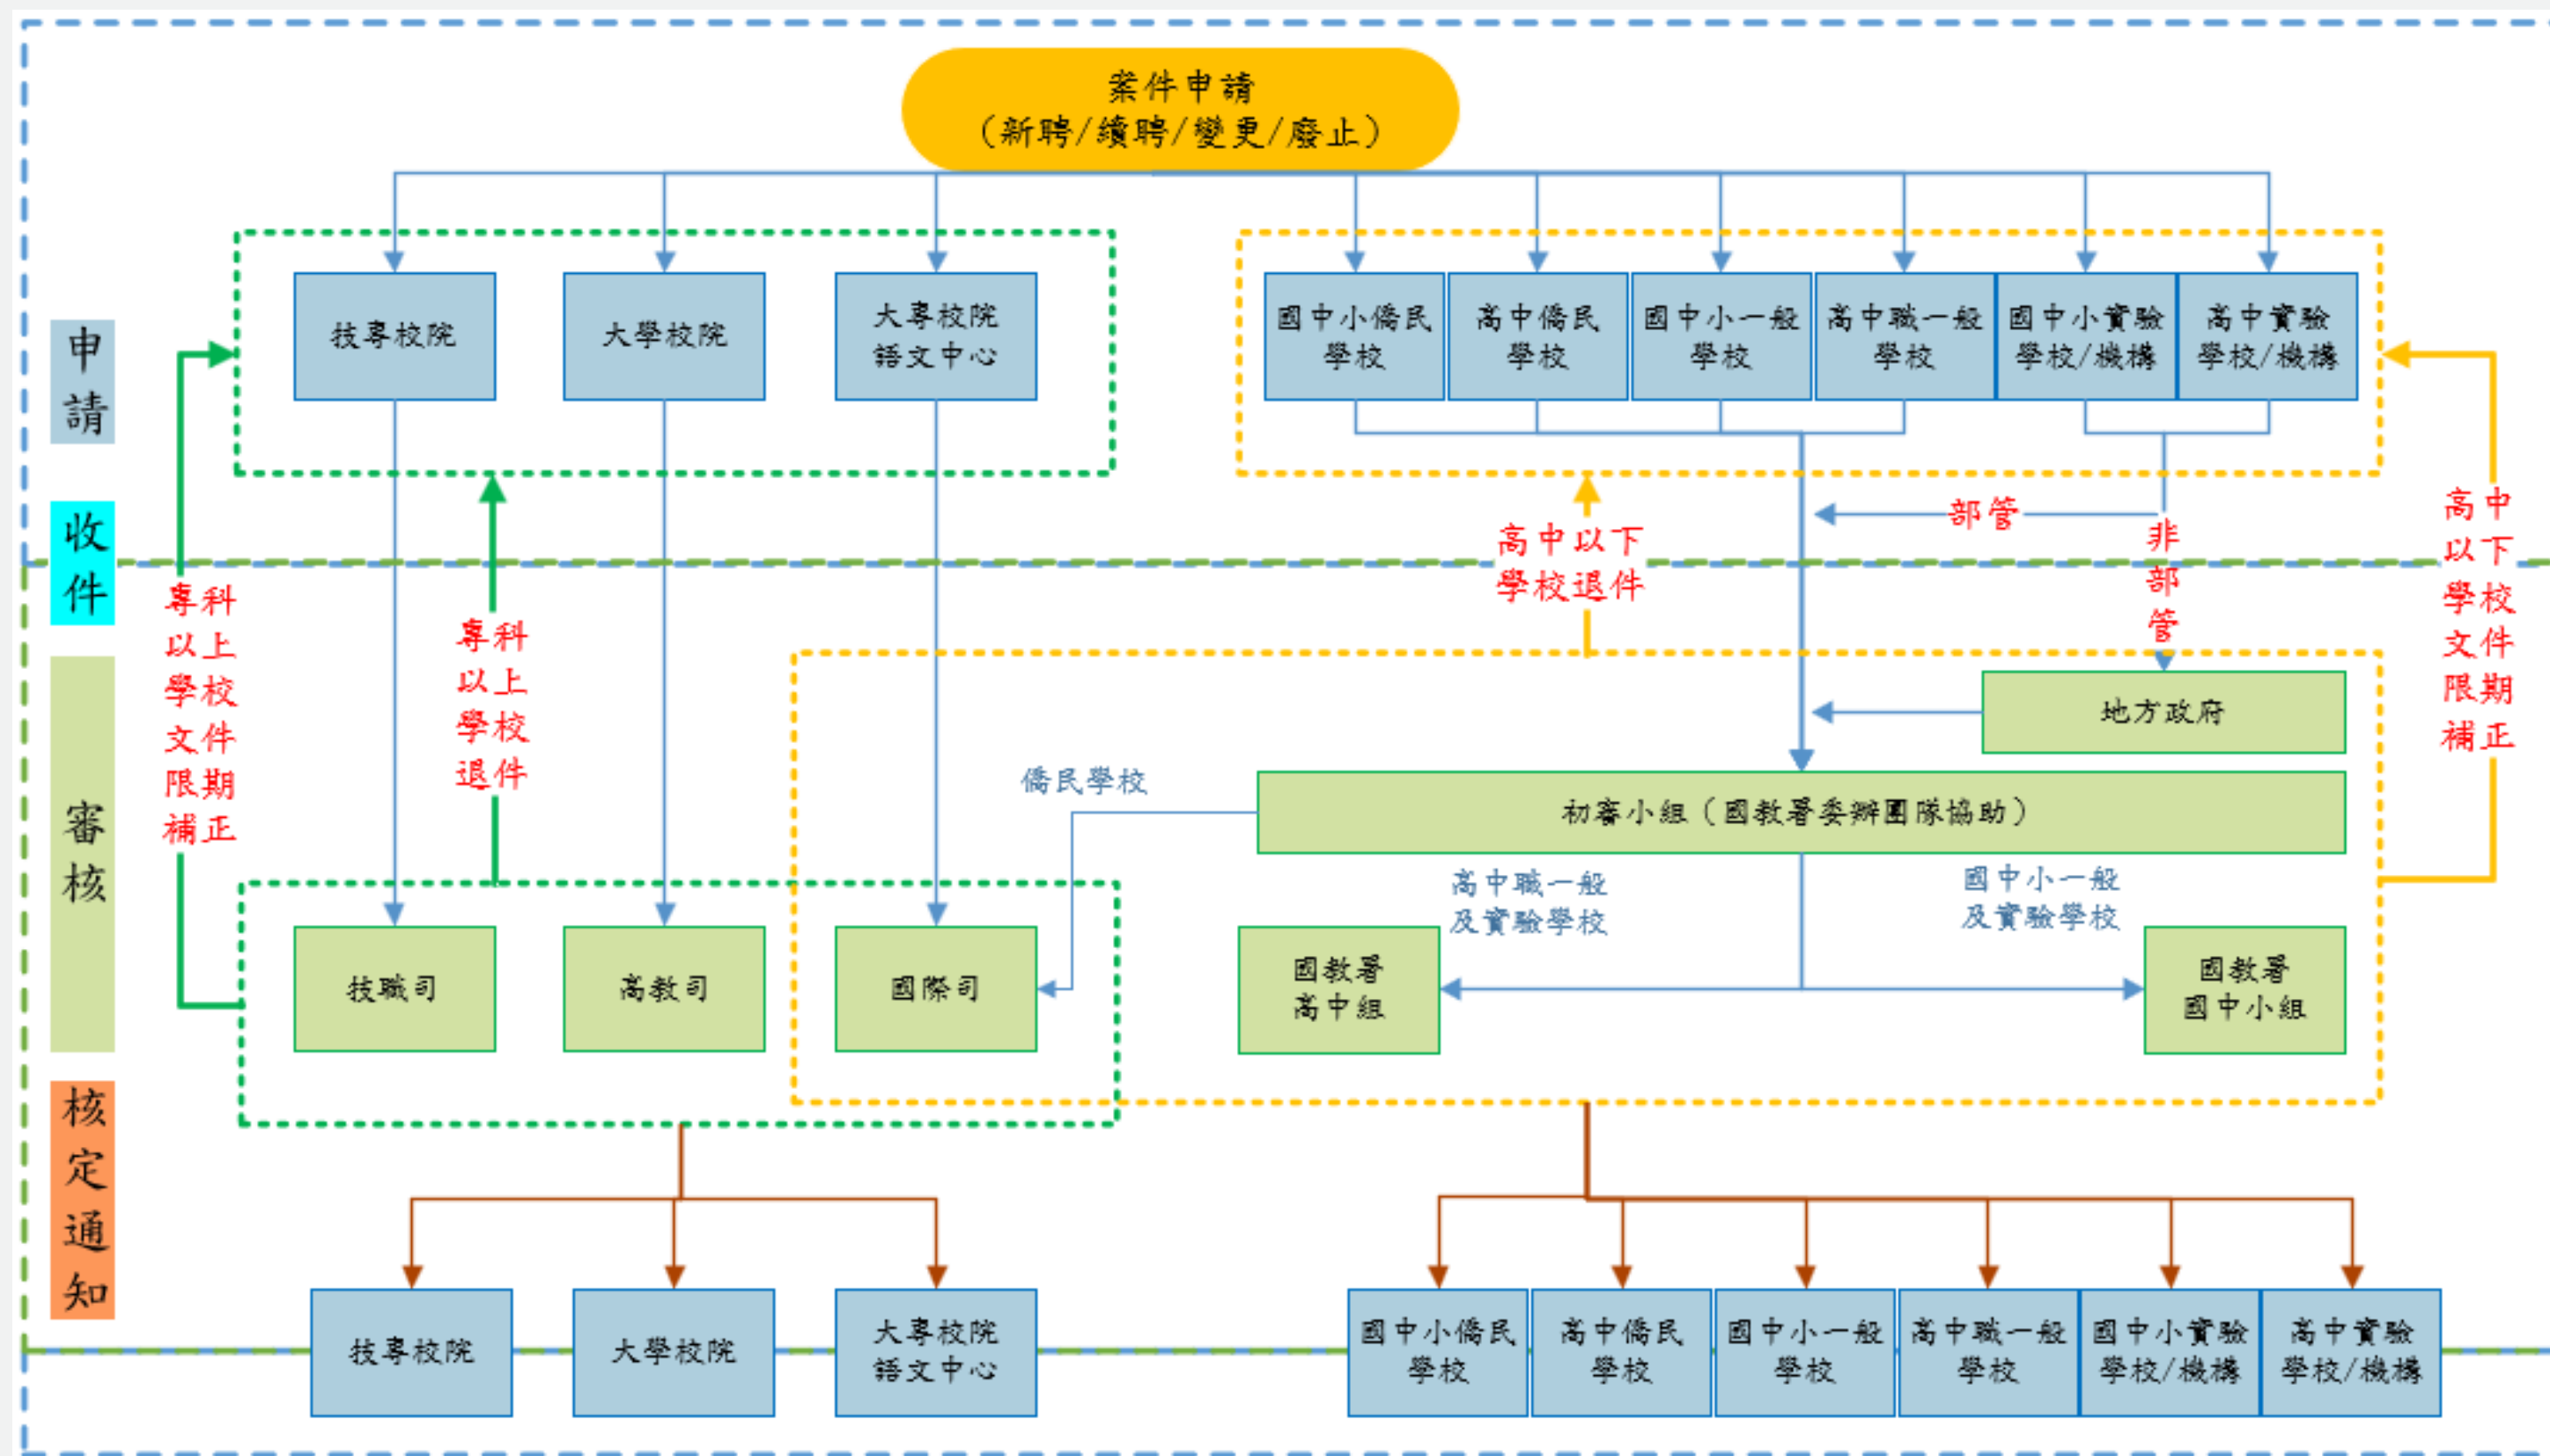 案件申請
（新聘/續聘/變更/廢止）
申
請
技專校院
大學校院
大專校院
語文中心
國中小僑民
學校
高中僑民
學校
國中小一般
學校
高中職一般
學校
國中小實驗
學校/機構
高中實驗
學校/機構
收
件
部管
非
部
管
高中以下
學校退件
高中
以下
學校
文件
限期
補正
專科
以上
學校
文件
限期
補正
專科
以上
學校
退件
審
核
地方政府
僑民學校
初審小組（國教署委辦團隊協助）
高中職一般
及實驗學校
國中小一般
及實驗學校
技職司
高教司
國際司
國教署
高中組
國教署
國中小組
核
定
通
知
技專校院
大學校院
大專校院
語文中心
國中小僑民
學校
高中僑民
學校
國中小一般
學校
高中職一般
學校
國中小實驗
學校/機構
高中實驗
學校/機構